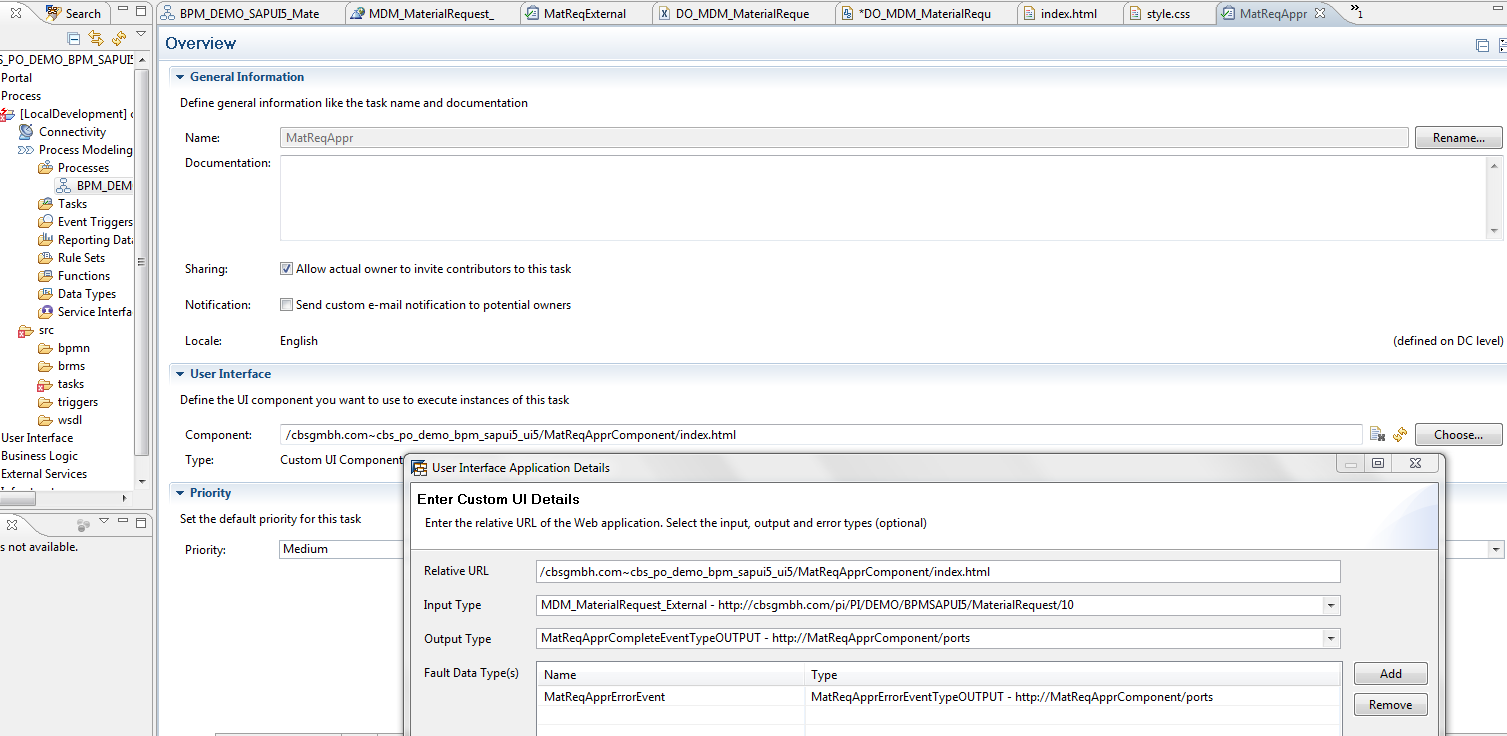 Search
BPM_DEMO_SAPUI5_Mate
MDM_MaterialRequest_
MatReqExternal
DO_MDM_MaterialReque
*DO_MDM_MaterialRequ
index.html
style.css
MatReqAppr
»1
S_PO_DEMO_BPM_SAPUI5
Portal
Process
[LocalDevelopment] c
Connectivity
Process Modeling
Processes
BPM_DEM
Tasks
Event Triggers
Reporting Data
Rule Sets
Functions
Data Types
Service Interfa
src
bpmn
brms
tasks
triggers
wsdl
User Interface
Business Logic
External Services
s not available.
Overview
General Information
Define general information like the task name and documentation
Name: MatReqAppr Rename...
Documentation:
Sharing: Allow actual owner to invite contributors to this task
Notification: Send custom e-mail notification to potential owners
Locale: English (defined on DC level)
User Interface
Define the UI component you want to use to execute instances of this task
Component: /cbsgmbh.com~cbs_po_demo_bpm_sapui5_ui5/MatReqApprComponent/index.html Choose...
Type: Custom UI Component
Priority
Set the default priority for this task
Priority: Medium
User Interface Application Details
Enter Custom UI Details
Enter the relative URL of the Web application. Select the input, output and error types (optional)
Relative URL /cbsgmbh.com~cbs_po_demo_bpm_sapui5_ui5/MatReqApprComponent/index.html
Input Type MDM_MaterialRequest_External - http://cbsgmbh.com/pi/PI/DEMO/BPMSAPUI5/MaterialRequest/10
Output Type MatReqApprCompleteEventTypeOUTPUT - http://MatReqApprComponent/ports
Fault Data Type(s) Name Type Add
MatReqApprErrorEvent MatReqApprErrorEventTypeOUTPUT - http://MatReqApprComponent/ports
Remove